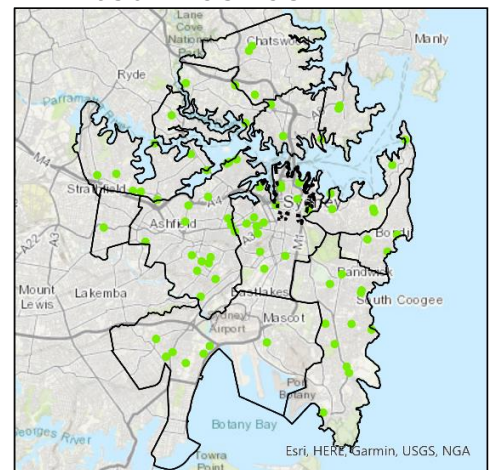 Lane
Cove
National
Park
Chatswood
Manly
Ryde
Parramatta
M4
Strathfield
A4
Sydney
Ashfield
A3
M1
Bondi
A22
A3
Randwick
Mount
Lewis
Lakemba
Eastlakes
South Coogee
Sydney
Airport
Mascot
Port
Botany
Botany Bay
Georges River
Towra
Point
Esri, HERE, Garmin, USGS, NGA